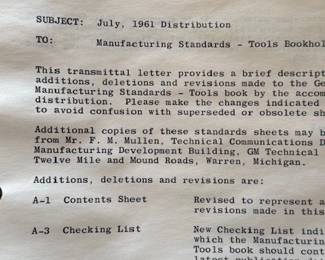 SUBJECT: July, 1961 Distribution
TO: Manufacturing Standards - Tools Bookhol
This transmittal letter provides a brief descript
additions, deletions and revisions made to the Ge
Manufacturing Standards - Tools book by the accom
distribution. Please make the changes indicated
to avoid confusion with superseded or obsolete sh
Additional copies of these standards sheets may b
from Mr. F. M. Mullen, Technical Communications D
Manufacturing Development Building, GM Technical
Twelve Mile and Mound Roads, Warren, Michigan.
Additions, deletions and revisions are:
A-1 Contents Sheet Revised to represent a
revisions made in this
A-3 Checking List New Checking List indi
which the Manufacturing
Tools book should cont